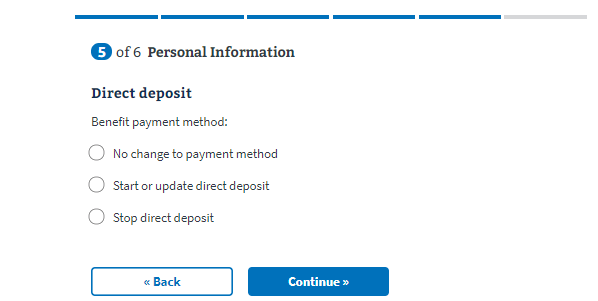 5 of 6 Personal Information
Direct deposit
Benefit payment method:
No change to payment method
Start or update direct deposit
Stop direct deposit
« Back
Continue »